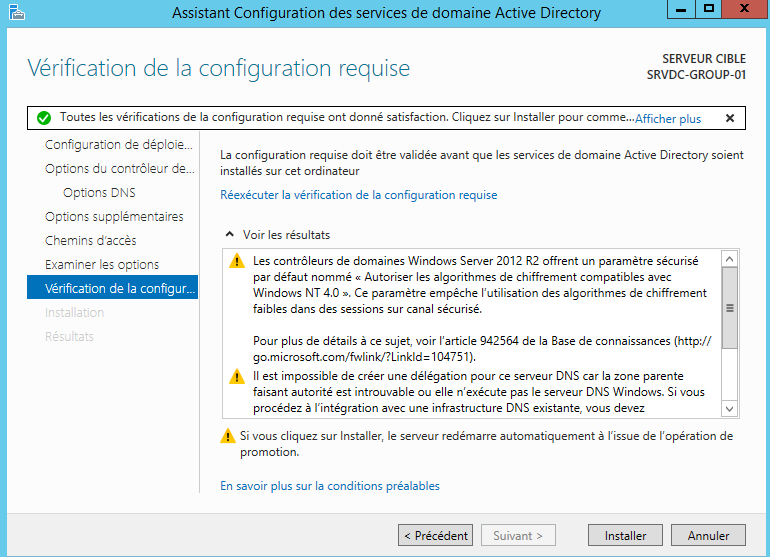 Assistant Configuration des services de domaine Active Directory
Vérification de la configuration requise
SERVEUR CIBLE
SRVDC-GROUP-01
Toutes les vérifications de la configuration requise ont donné satisfaction. Cliquez sur Installer pour comme... Afficher plus
Configuration de déploie...
Options du contrôleur de...
Options DNS
Options supplémentaires
Chemins d'accès
Examiner les options
Vérification de la configur...
Installation
Résultats
La configuration requise doit être validée avant que les services de domaine Active Directory soient
installés sur cet ordinateur
Réexécuter la vérification de la configuration requise
Voir les résultats
Les contrôleurs de domaines Windows Server 2012 R2 offrent un paramètre sécurisé
par défaut nommé « Autoriser les algorithmes de chiffrement compatibles avec
Windows NT 4.0 ». Ce paramètre empêche l'utilisation des algorithmes de chiffrement
faibles dans des sessions sur canal sécurisé.
Pour plus de détails à ce sujet, voir l'article 942564 de la Base de connaissances (http://
go.microsoft.com/fwlink/?LinkId=104751).
Il est impossible de créer une délégation pour ce serveur DNS car la zone parente
faisant autorité est introuvable ou elle n'exécute pas le serveur DNS Windows. Si vous
procédez à l'intégration avec une infrastructure DNS existante, vous devez
Si vous cliquez sur Installer, le serveur redémarre automatiquement à l'issue de l'opération de
promotion.
En savoir plus sur la conditions préalables
< Précédent
Suivant >
Installer
Annuler